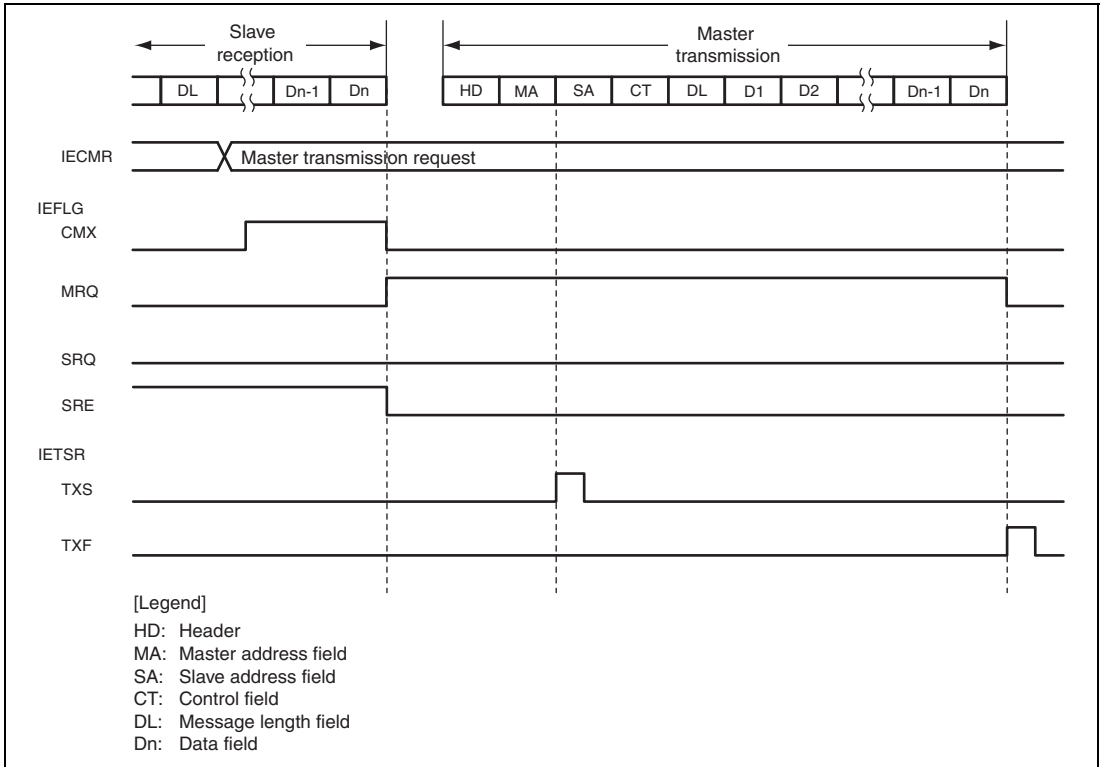 Slave
reception
Master
transmission
DL Dn-1 Dn HD MA SA CT DL D1 D2 Dn-1 Dn
IECMR Master transmission request
IEFLG
CMX
MRQ
SRQ
SRE
IETSR
TXS
TXF
[Legend]
HD: Header
MA: Master address field
SA: Slave address field
CT: Control field
DL: Message length field
Dn: Data field